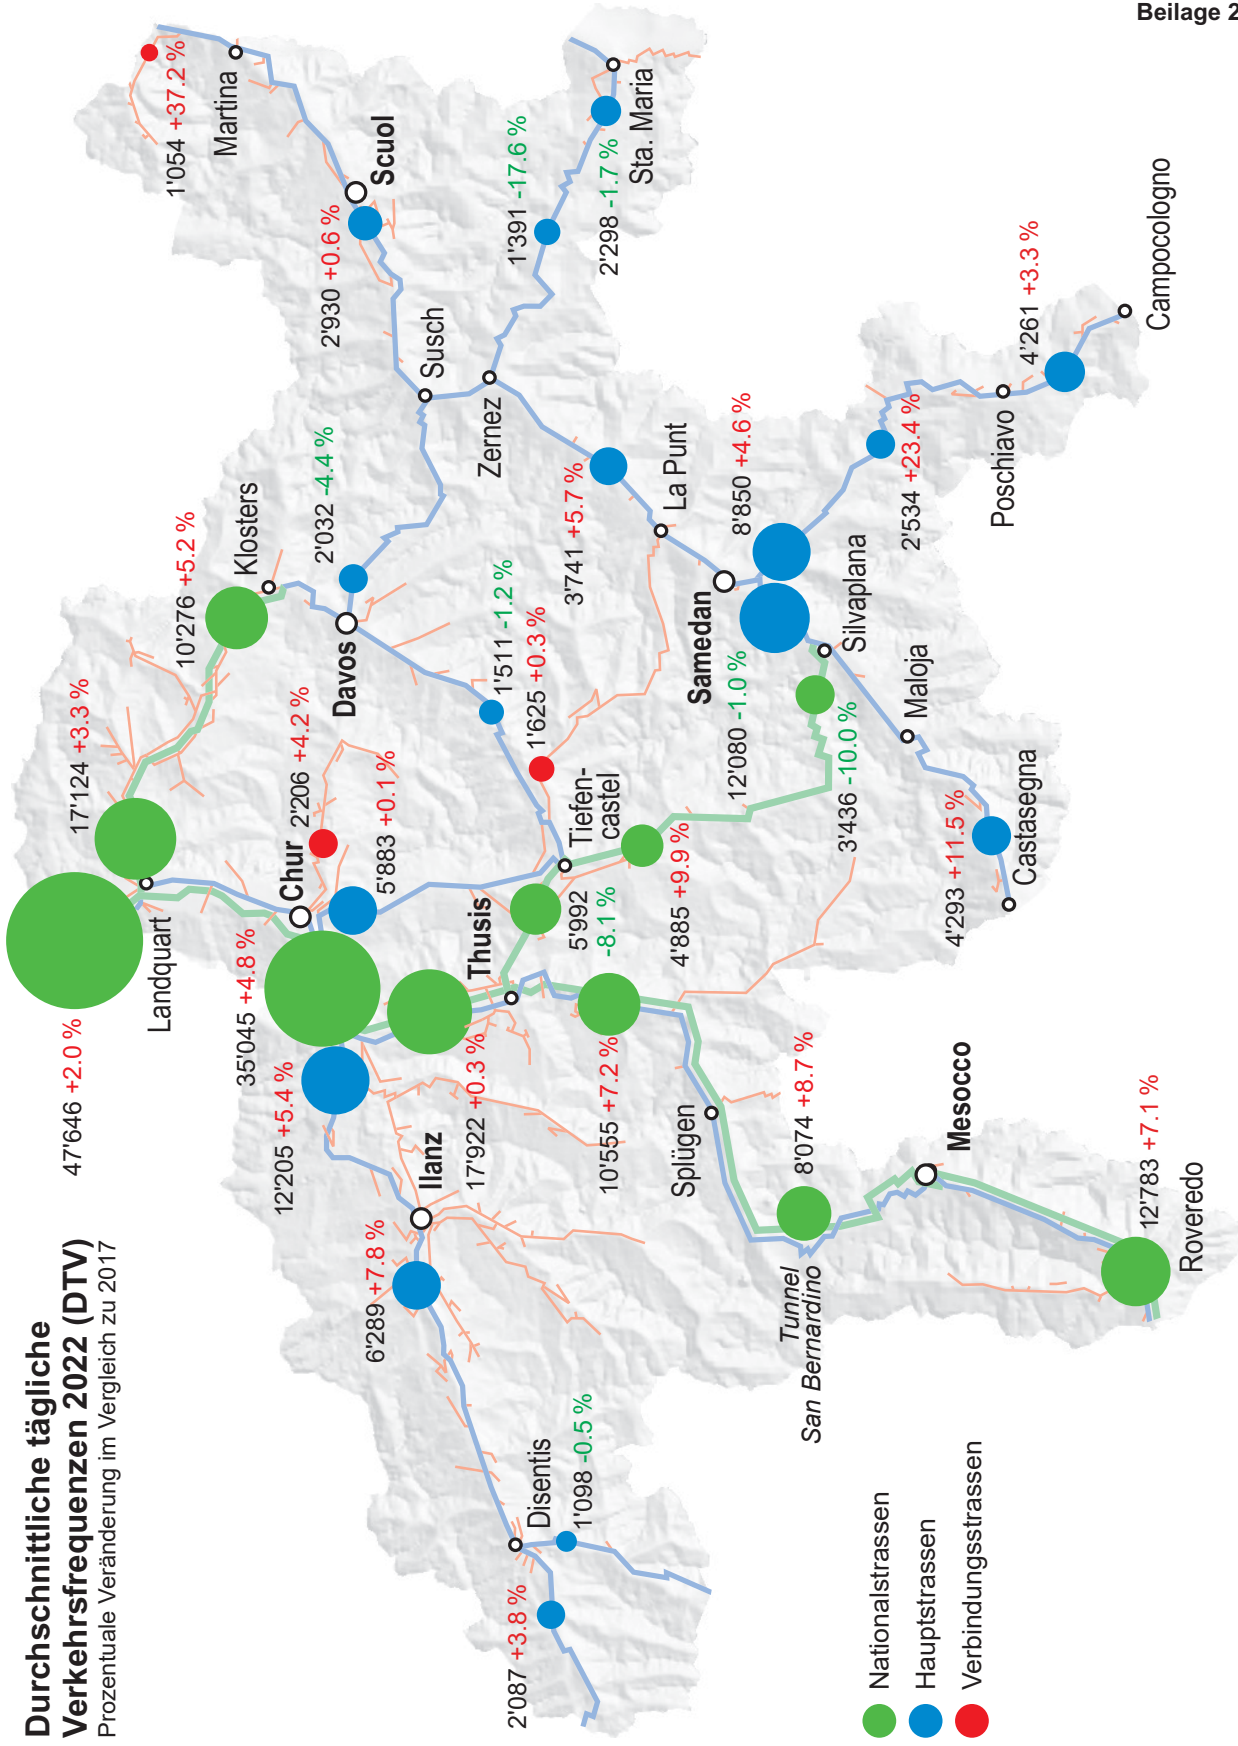 Beilage 2
Durchschnittliche tägliche
Verkehrsfrequenzen 2022 (DTV)
Prozentuale Veränderung im Vergleich zu 2017
47'646 +2.0 %
Landquart
17'124 +3.3 %
10'276 +5.2 %
Klosters
35'045 +4.8 %
Chur
2'206 +4.2 %
5'883 +0.1 %
12'205 +5.4 %
Davos
2'032 -4.4 %
1'054 +37.2 %
Martina
2'930 +0.6 %
Scuol
Susch
Zernez
1'391 -17.6 %
2'298 -1.7 %
Sta. Maria
6'289 +7.8 %
Ilanz
17'922 +0.3 %
Thusis
1'511 -1.2 %
1'625 +0.3 %
Tiefen-
castel
5'992
-8.1 %
3'741 +5.7 %
La Punt
2'087 +3.8 %
Disentis
1'098 -0.5 %
10'555 +7.2 %
4'885 +9.9 %
Samedan
8'850 +4.6 %
12'080 -1.0 %
Silvaplana
3'436 -10.0 %
Maloja
2'534 +23.4 %
Poschiavo
4'261 +3.3 %
Campocologno
Splügen
4'293 +11.5 %
Castasegna
Tunnel
San Bernardino
8'074 +8.7 %
Mesocco
12'783 +7.1 %
Roveredo
Nationalstrassen
Hauptstrassen
Verbindungsstrassen